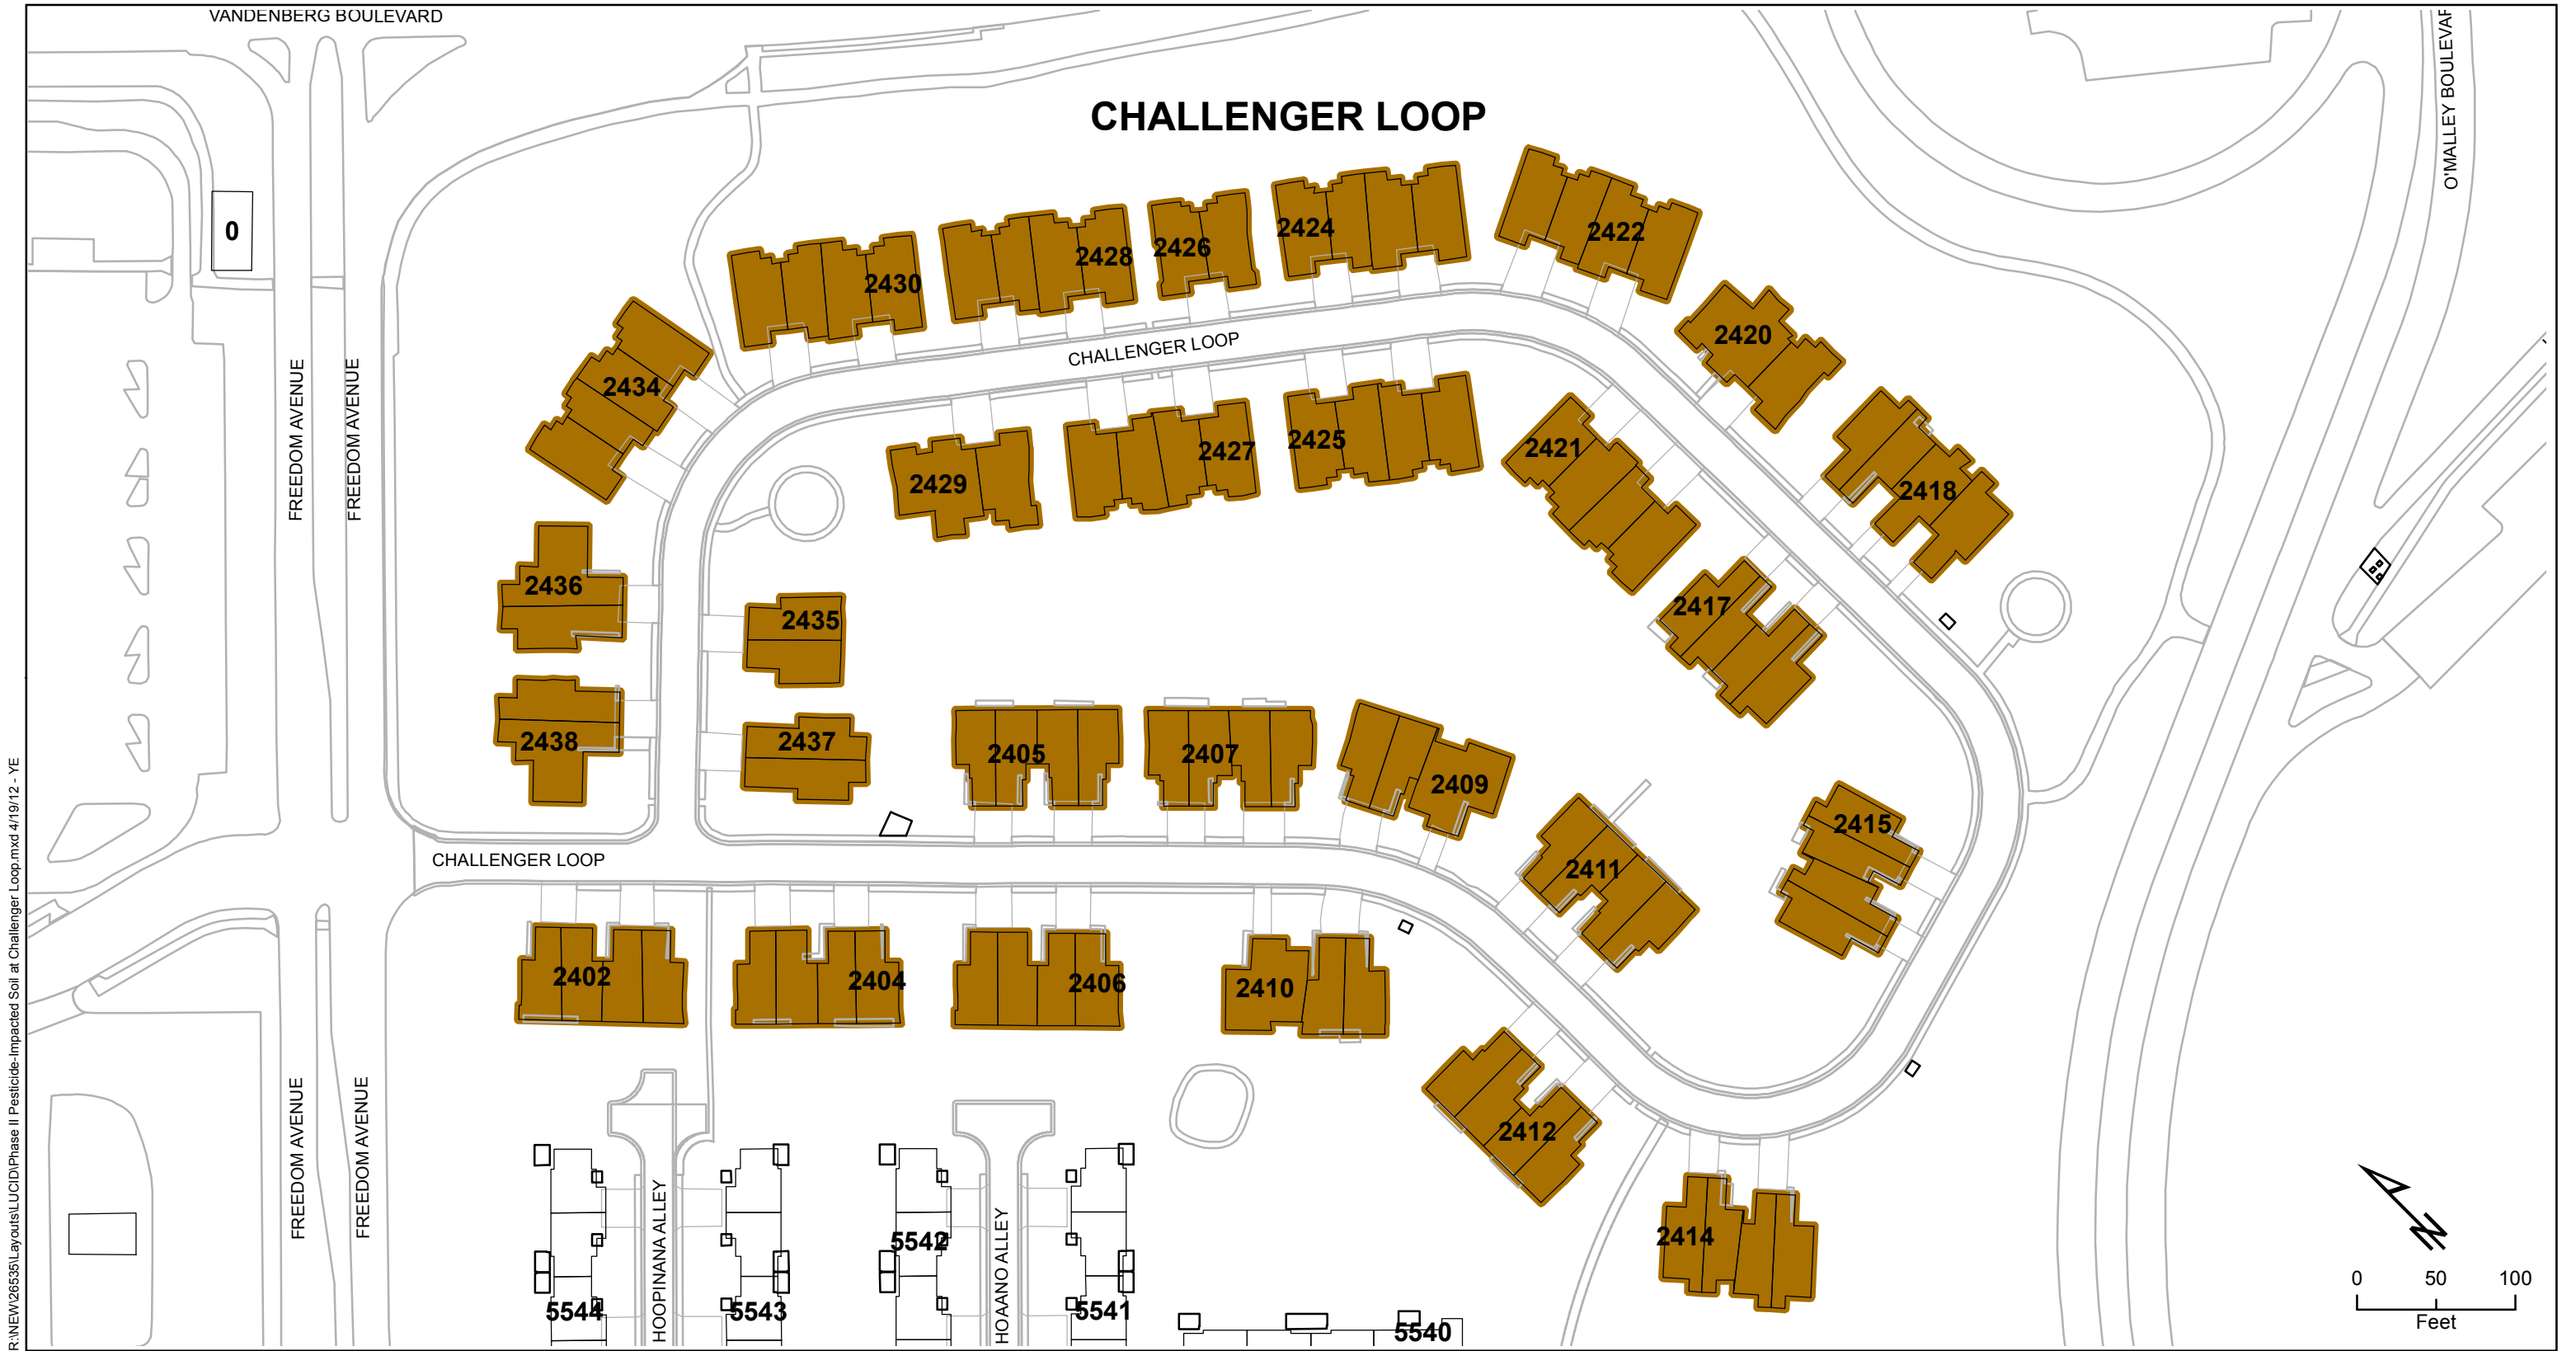 VANDENBERG BOULEVARD
O'MALLEY BOULEVAR
CHALLENGER LOOP
0
2424
2422
2426
2428
2430
2420
CHALLENGER LOOP
2434
FREEDOM AVENUE
FREEDOM AVENUE
2421
2425
2427
2429
2418
2436
2417
2435
2438
2437
2405
2407
2409
2415
CHALLENGER LOOP
2411
2402
2404
2406
2410
2412
2414
FREEDOM AVENUE
FREEDOM AVENUE
HOOPINANA ALLEY
HOAANO ALLEY
5542
5544
5543
5541
5540
N
0 50 100
Feet
R:\NEW\26535\Layouts\LUCID\Phase II Pesticide-Impacted Soil at Challenger Loop.mxd 4/19/12 - YE